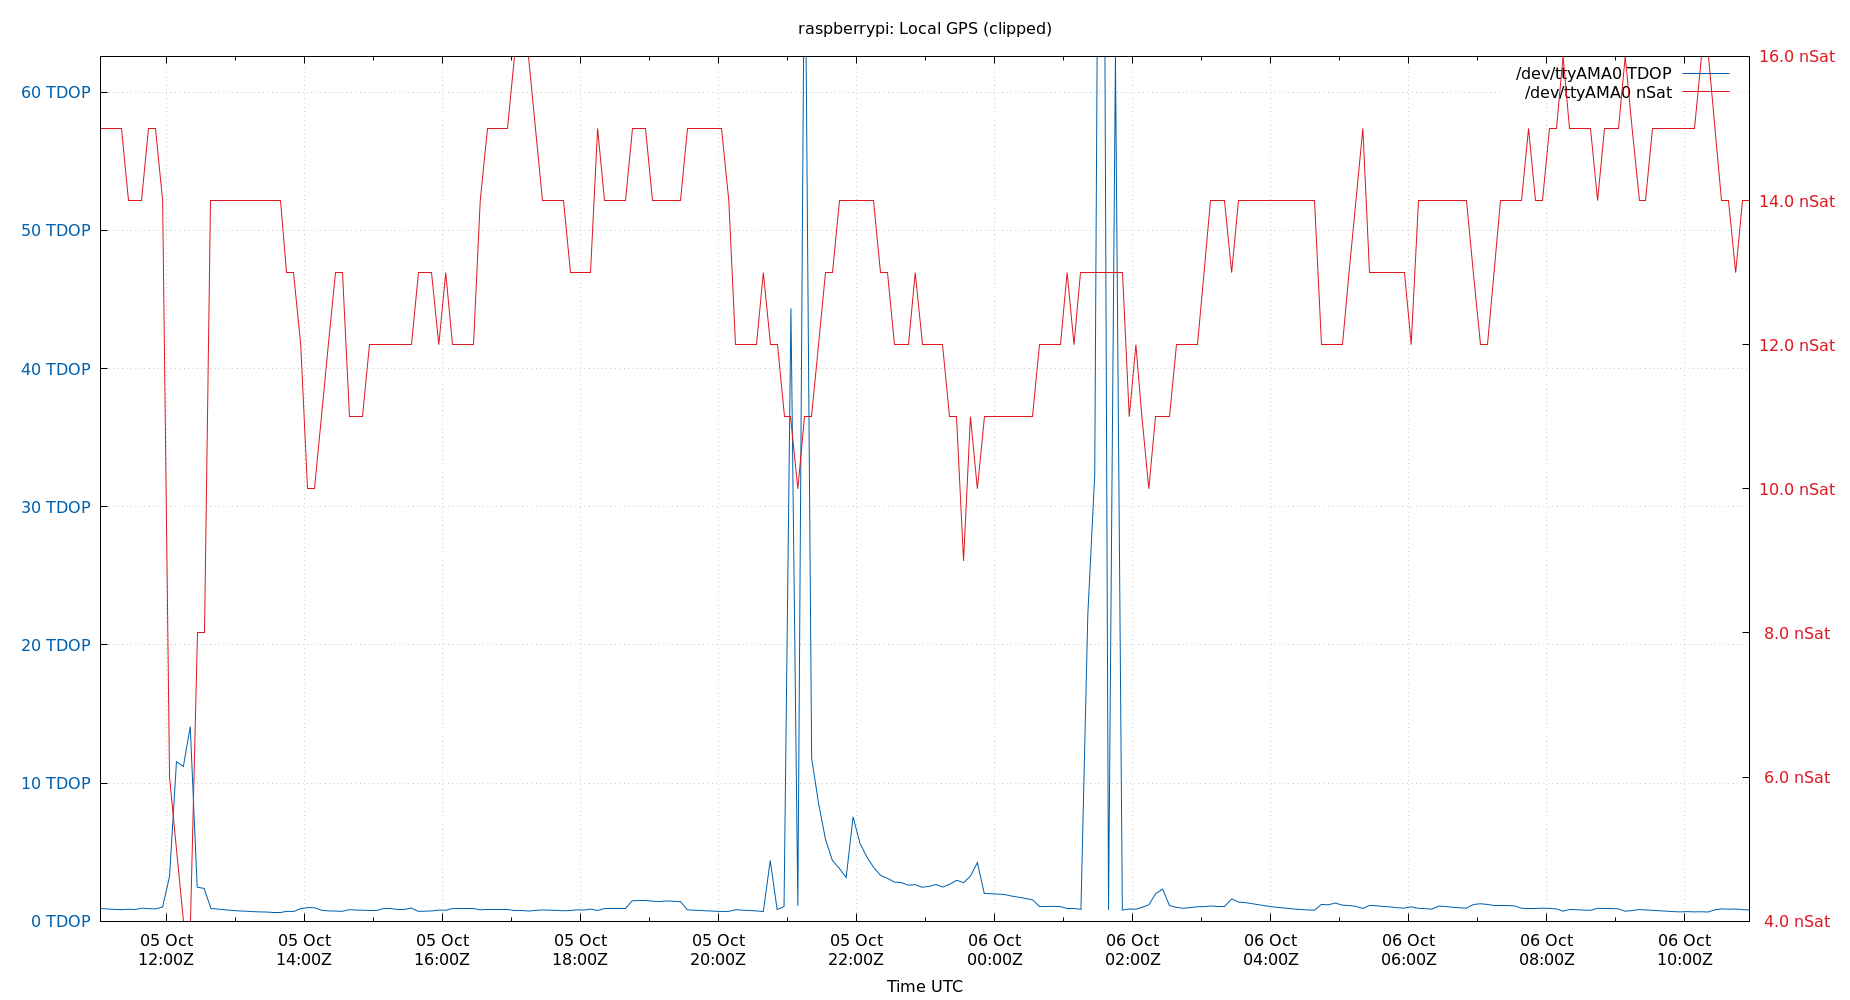 raspberrypi: Local GPS (clipped)
/dev/ttyAMA0 TDOP
/dev/ttyAMA0 nSat
60 TDOP
50 TDOP
40 TDOP
30 TDOP
20 TDOP
10 TDOP
0 TDOP
16.0 nSat
14.0 nSat
12.0 nSat
10.0 nSat
8.0 nSat
6.0 nSat
4.0 nSat
05 Oct 05 Oct 05 Oct 05 Oct 05 Oct 05 Oct 06 Oct 06 Oct 06 Oct 06 Oct 06 Oct 06 Oct
12:00Z 14:00Z 16:00Z 18:00Z 20:00Z 22:00Z 00:00Z 02:00Z 04:00Z 06:00Z 08:00Z 10:00Z
Time UTC